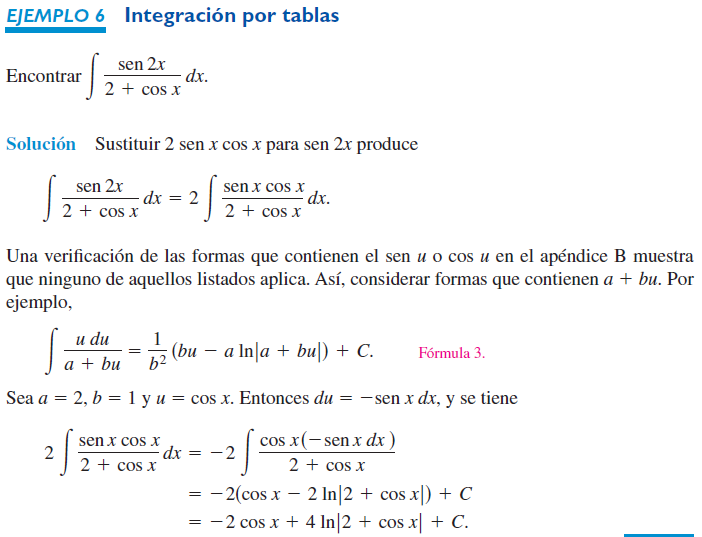 EJEMPLO 6 Integración por tablas
Encontrar ∫ sen 2x / (2 + cos x) dx.
Solución Sustituir 2 sen x cos x para sen 2x produce
∫ sen 2x / (2 + cos x) dx = 2 ∫ sen x cos x / (2 + cos x) dx.
Una verificación de las formas que contienen el sen u o cos u en el apéndice B muestra
que ninguno de aquellos listados aplica. Así, considerar formas que contienen a + bu. Por
ejemplo,
∫ u du / (a + bu) = 1/b² (bu − a ln|a + bu|) + C. Fórmula 3.
Sea a = 2, b = 1 y u = cos x. Entonces du = −sen x dx, y se tiene
2 ∫ sen x cos x / (2 + cos x) dx = −2 ∫ cos x(−sen x dx) / (2 + cos x)
= −2(cos x − 2 ln|2 + cos x|) + C
= −2 cos x + 4 ln|2 + cos x| + C.